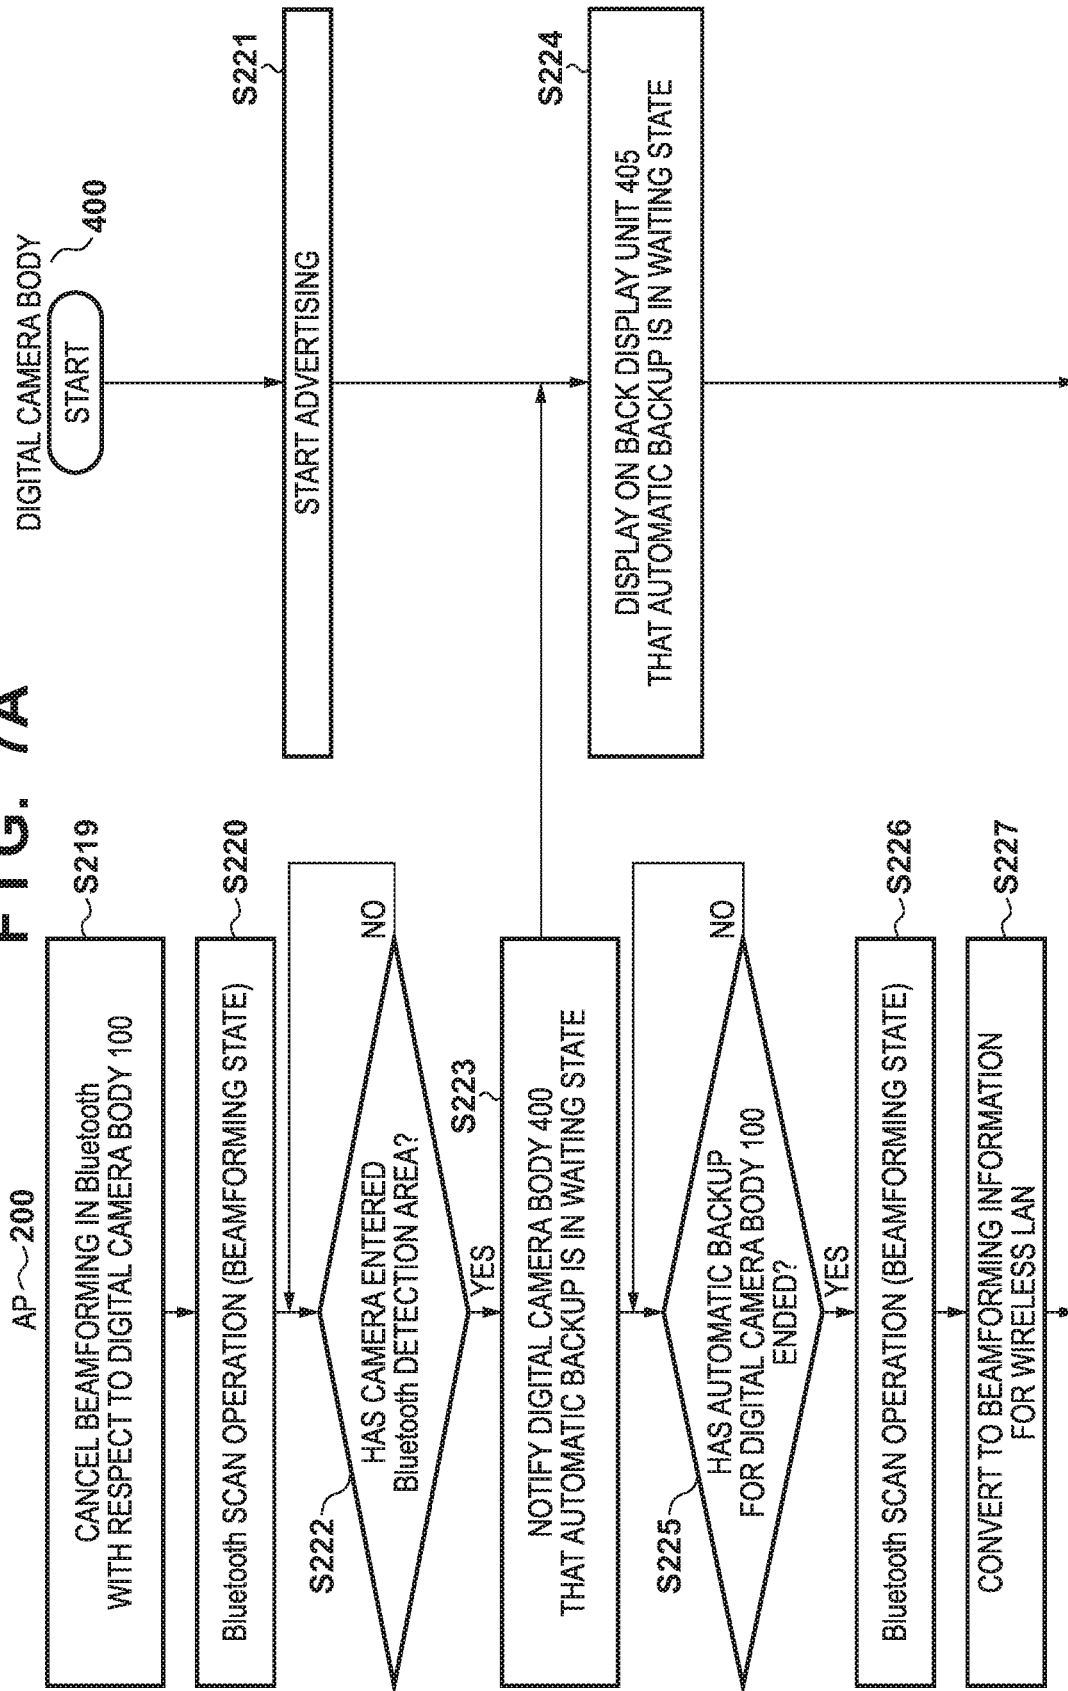 FIG. 7A
AP 200
CANCEL BEAMFORMING IN Bluetooth
WITH RESPECT TO DIGITAL CAMERA BODY 100
S219
Bluetooth SCAN OPERATION (BEAMFORMING STATE)
S220
HAS CAMERA ENTERED
Bluetooth DETECTION AREA?
S222
NO
YES
NOTIFY DIGITAL CAMERA BODY 400
THAT AUTOMATIC BACKUP IS IN WAITING STATE
S223
HAS AUTOMATIC BACKUP
FOR DIGITAL CAMERA BODY 100
ENDED?
S225
NO
YES
Bluetooth SCAN OPERATION (BEAMFORMING STATE)
S226
CONVERT TO BEAMFORMING INFORMATION
FOR WIRELESS LAN
S227
DIGITAL CAMERA BODY
400
START
START ADVERTISING
S221
DISPLAY ON BACK DISPLAY UNIT 405
THAT AUTOMATIC BACKUP IS IN WAITING STATE
S224